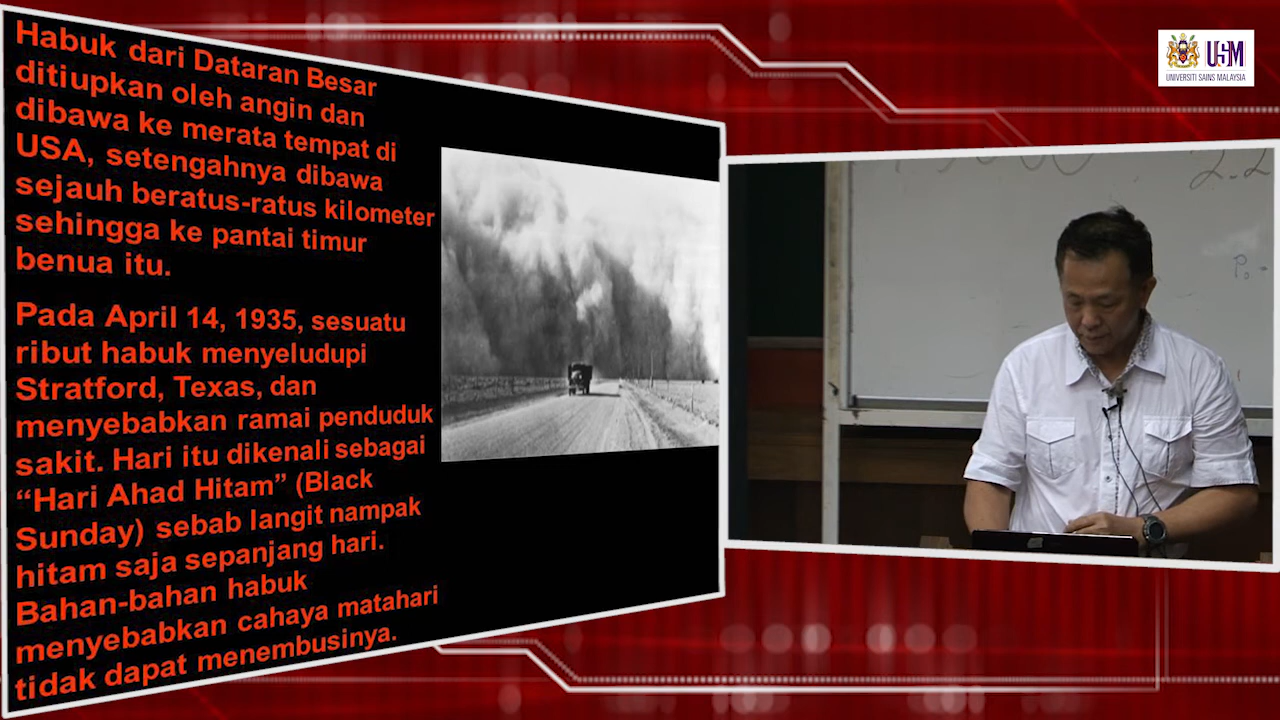 Habuk dari Dataran Besar
ditiupkan oleh angin dan
dibawa ke merata tempat di
USA, setengahnya dibawa
sejauh beratus-ratus kilometer
sehingga ke pantai timur
benua itu.
Pada April 14, 1935, sesuatu
ribut habuk menyeludupi
Stratford, Texas, dan
menyebabkan ramai penduduk
sakit. Hari itu dikenali sebagai
“Hari Ahad Hitam” (Black
Sunday) sebab langit nampak
hitam saja sepanjang hari.
Bahan-bahan habuk
menyebabkan cahaya matahari
tidak dapat menembusinya.
USM
UNIVERSITI SAINS MALAYSIA
2.2
P₀ -